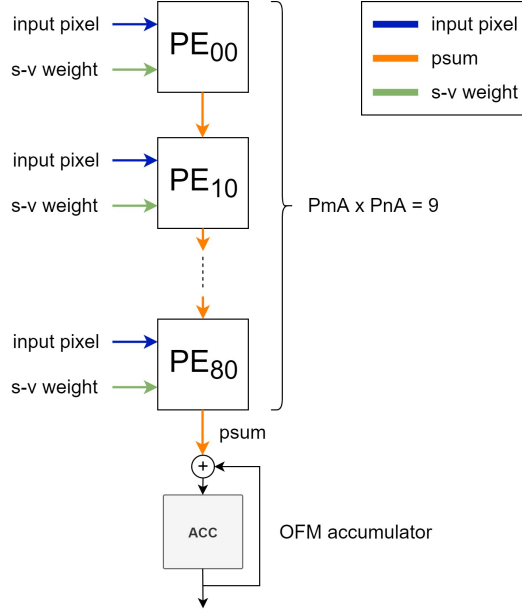 input pixel
s-v weight
PE00
input pixel
psum
s-v weight
input pixel
s-v weight
PE10
PmA x PnA = 9
input pixel
s-v weight
PE80
psum
+
ACC
OFM accumulator